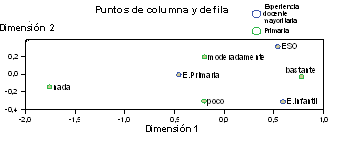 Puntos de columna y de fila
Experiencia
docente
mayoritaria
Primaria
Dimensión 2
ESO
0,4
moderadamente
0,2
bastante
E.Primaria
0,0
nada
-0,2
poco
E.Infantil
-0,4
-2,0 -1,5 -1,0 -0,5 0,0 0,5 1,0
Dimensión 1